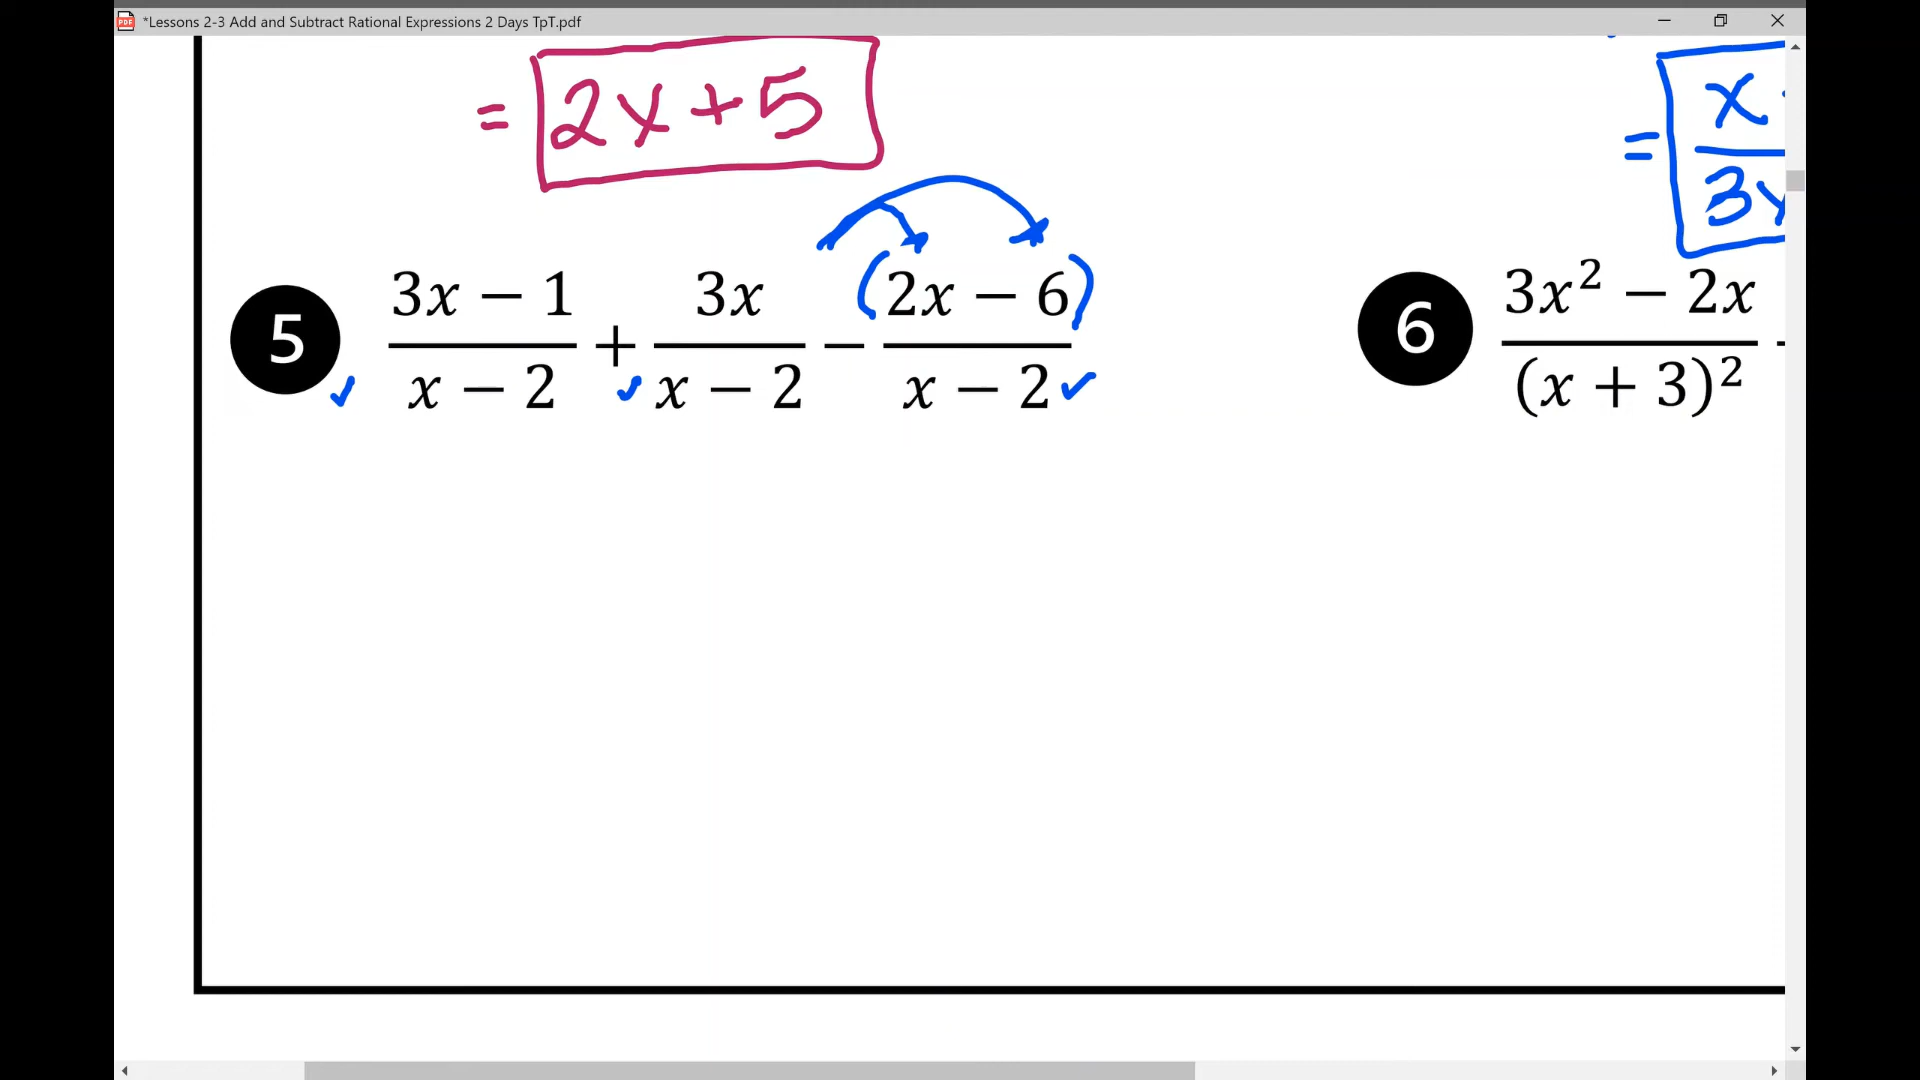 *Lessons 2-3 Add and Subtract Rational Expressions 2 Days TpT.pdf
= 2x+5
= x
3x
5 (3x − 1)/(x − 2) + 3x/(x − 2) − (2x − 6)/(x − 2)
6 (3x² − 2x)/(x + 3)² -